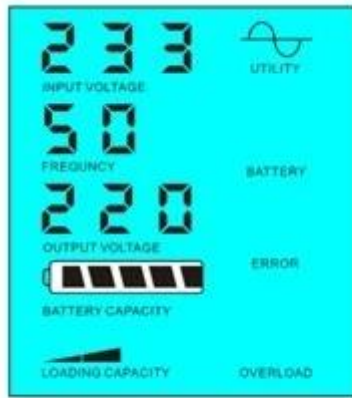 233
INPUT VOLTAGE
UTILITY
50
FREQUNCY
BATTERY
220
OUTPUT VOLTAGE
ERROR
BATTERY CAPACITY
LOADING CAPACITY
OVERLOAD